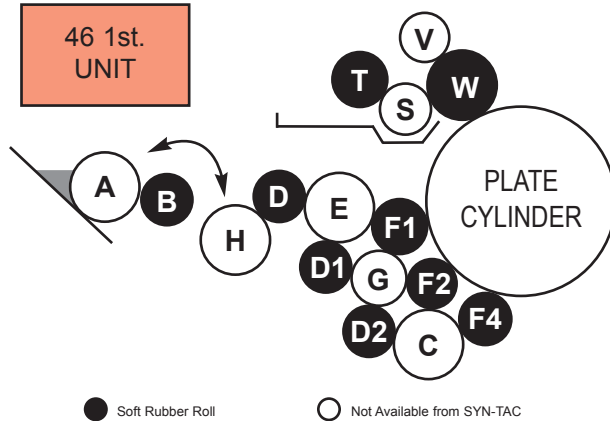 46 1st.
UNIT
V
T
W
S
A
B
D
E
H
F1
PLATE
CYLINDER
D1
G
F2
D2
C
F4
Soft Rubber Roll
Not Available from SYN-TAC